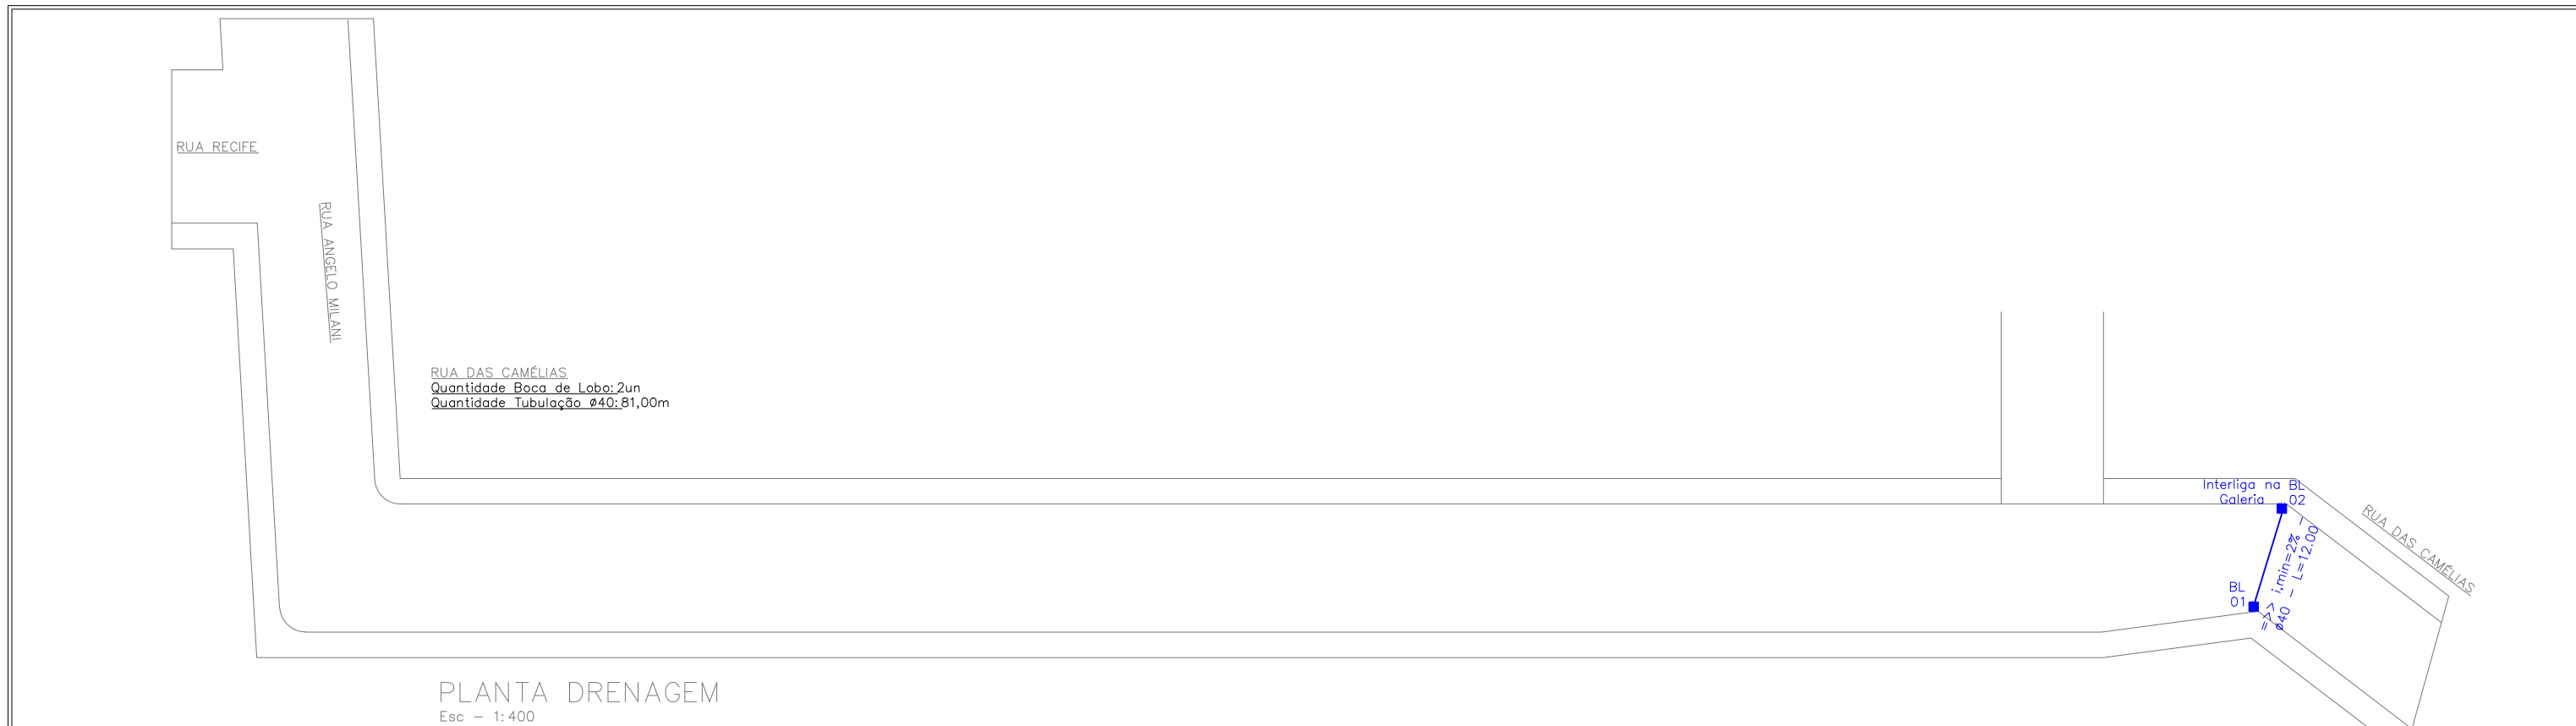 RUA RECIFE
RUA ANGELO MILANI
RUA DAS CAMÉLIAS
Quantidade Boca de Lobo: 2un
Quantidade Tubulação ø40: 81,00m
Interliga na
Galeria
BL
02
RUA DAS CAMÉLIAS
BL
01
=>> i,min=2% –
ø40 – L=12.00
PLANTA DRENAGEM
Esc – 1:400